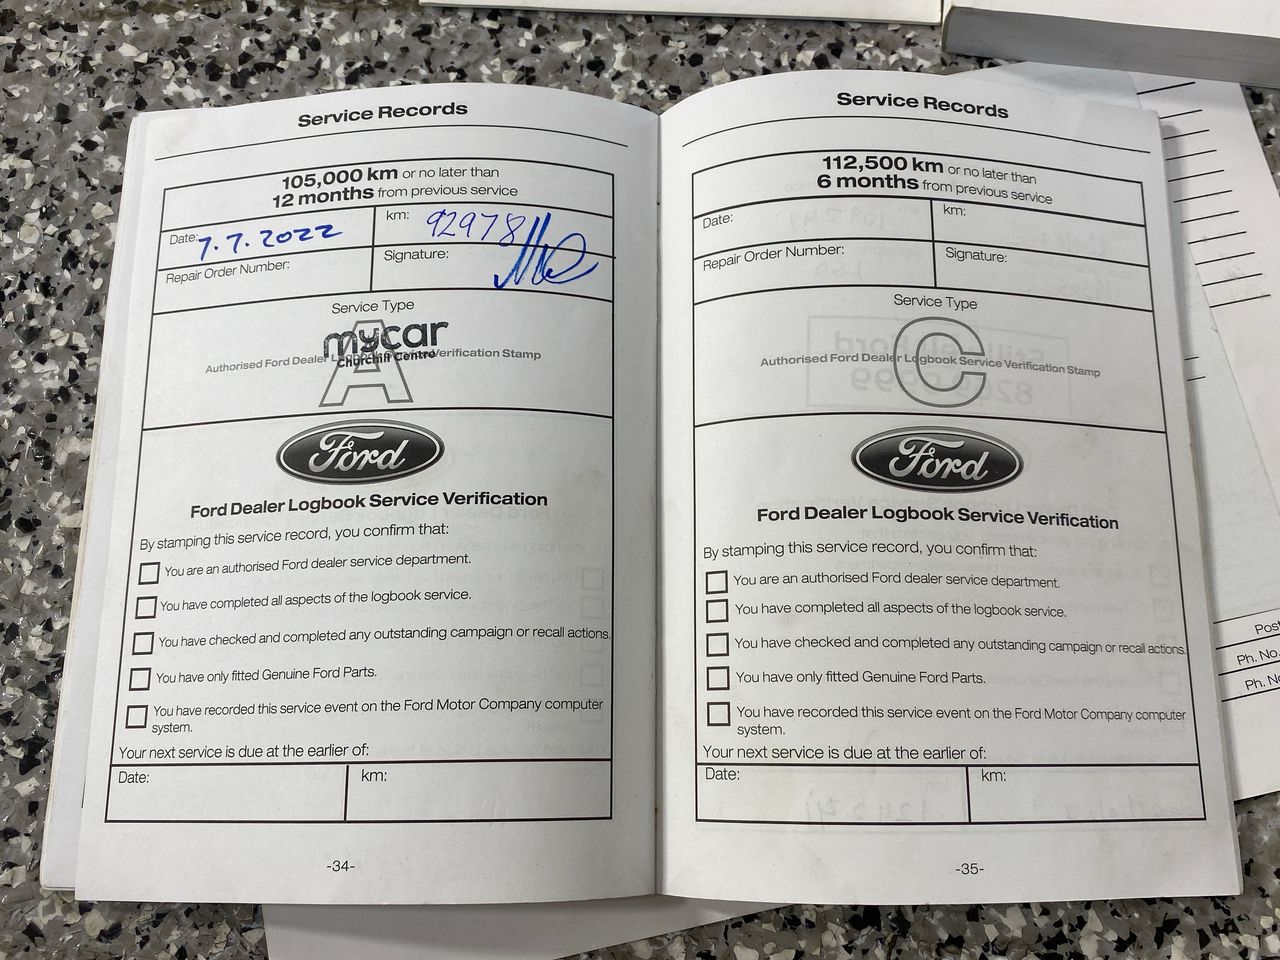 Service Records
105,000 km or no later than
12 months from previous service
Date: 7.7.2022
km: 92978
Repair Order Number:
Signature:
Service Type
A
mycar
Churchill Centre
Authorised Ford Dealer Logbook Service Verification Stamp
Ford
Ford Dealer Logbook Service Verification
By stamping this service record, you confirm that:
You are an authorised Ford dealer service department.
You have completed all aspects of the logbook service.
You have checked and completed any outstanding campaign or recall actions.
You have only fitted Genuine Ford Parts.
You have recorded this service event on the Ford Motor Company computer
system.
Your next service is due at the earlier of:
Date:
km:
-34-
Service Records
112,500 km or no later than
6 months from previous service
Date:
km:
Repair Order Number:
Signature:
Service Type
C
Authorised Ford Dealer Logbook Service Verification Stamp
Ford
Ford Dealer Logbook Service Verification
By stamping this service record, you confirm that:
You are an authorised Ford dealer service department.
You have completed all aspects of the logbook service.
You have checked and completed any outstanding campaign or recall actions.
You have only fitted Genuine Ford Parts.
You have recorded this service event on the Ford Motor Company computer
system.
Your next service is due at the earlier of:
Date:
km:
-35-
Ph. No.